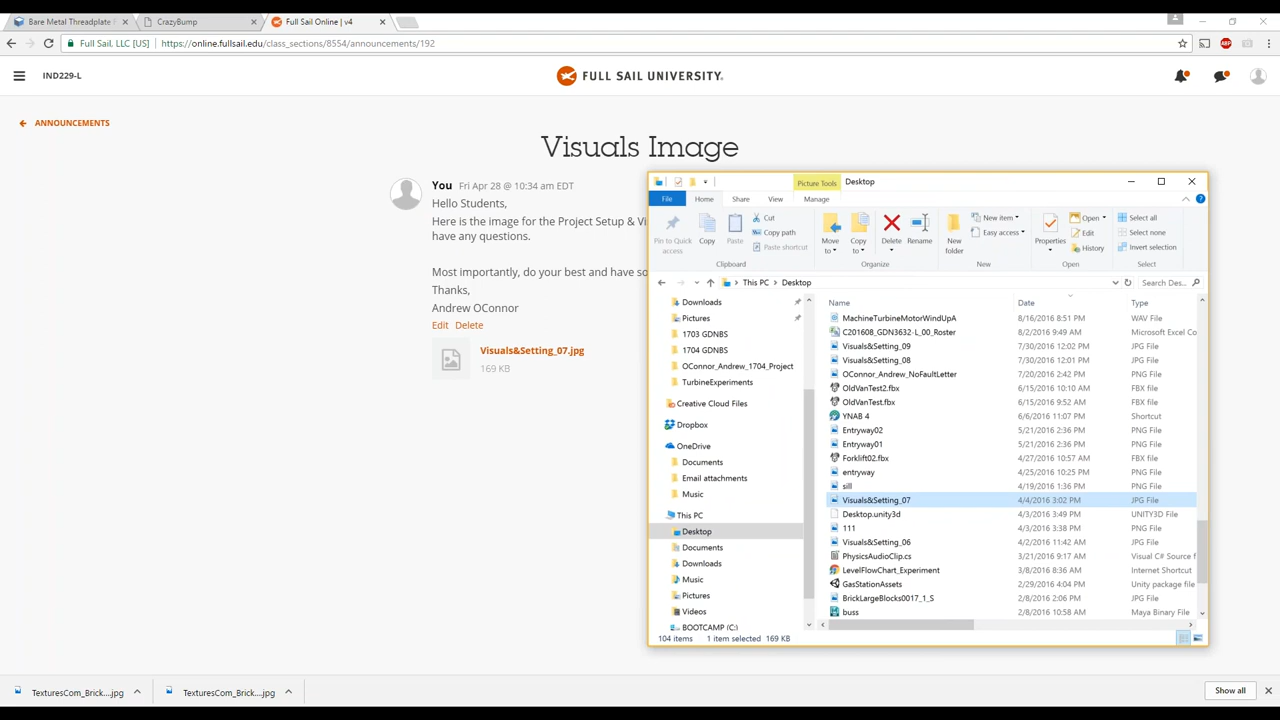 Bare Metal Threadplate F
CrazyBump
Full Sail Online | v4
Full Sail, LLC [US]
https://online.fullsail.edu/class_sections/8554/announcements/192
ABP
IND229-L
FULL SAIL UNIVERSITY.
ANNOUNCEMENTS
Visuals Image
You Fri Apr 28 @ 10:34 am EDT
Hello Students,
Here is the image for the Project Setup & Vi
have any questions.
Most importantly, do your best and have so
Thanks,
Andrew OConnor
Edit Delete
Visuals&Setting_07.jpg
169 KB
Picture Tools
Desktop
File Home Share View Manage
Pin to Quick access
Copy
Paste
Cut
Copy path
Paste shortcut
Move to
Copy to
Delete
Rename
New folder
New item
Easy access
Properties
Open
Edit
History
Select all
Select none
Invert selection
Clipboard Organize New Open Select
This PC Desktop
Search Des...
Downloads
Pictures
1703 GDNBS
1704 GDNBS
OConnor_Andrew_1704_Project
TurbineExperiments
Creative Cloud Files
Dropbox
OneDrive
Documents
Email attachments
Music
This PC
Desktop
Documents
Downloads
Music
Pictures
Videos
BOOTCAMP (C:)
Name Date Type
MachineTurbineMotorWindUpA 8/16/2016 8:51 PM WAV File
C201608_GDN3632-L_00_Roster 8/2/2016 9:49 AM Microsoft Excel Co
Visuals&Setting_09 7/30/2016 12:02 PM JPG File
Visuals&Setting_08 7/30/2016 12:01 PM JPG File
OConnor_Andrew_NoFaultLetter 7/20/2016 2:42 PM PNG File
OldVanTest2.fbx 6/15/2016 10:10 AM FBX file
OldVanTest.fbx 6/15/2016 9:52 AM FBX file
YNAB 4 6/6/2016 11:07 PM Shortcut
Entryway02 5/21/2016 2:36 PM PNG File
Entryway01 5/21/2016 2:36 PM PNG File
Forklift02.fbx 4/27/2016 10:57 AM FBX file
entryway 4/25/2016 10:25 PM PNG File
sill 4/19/2016 1:36 PM PNG File
Visuals&Setting_07 4/4/2016 3:02 PM JPG File
Desktop.unity3d 4/3/2016 3:49 PM UNITY3D File
111 4/3/2016 3:38 PM PNG File
Visuals&Setting_06 4/2/2016 11:42 AM JPG File
PhysicsAudioClip.cs 3/21/2016 9:17 AM Visual C# Source f
LevelFlowChart_Experiment 3/8/2016 8:36 AM Internet Shortcut
GasStationAssets 2/29/2016 4:04 PM Unity package file
BrickLargeBlocks0017_1_S 2/8/2016 2:06 PM JPG File
buss 2/8/2016 10:58 AM Maya Binary File
104 items 1 item selected 169 KB
TexturesCom_Brick....jpg
TexturesCom_Brick....jpg
Show all